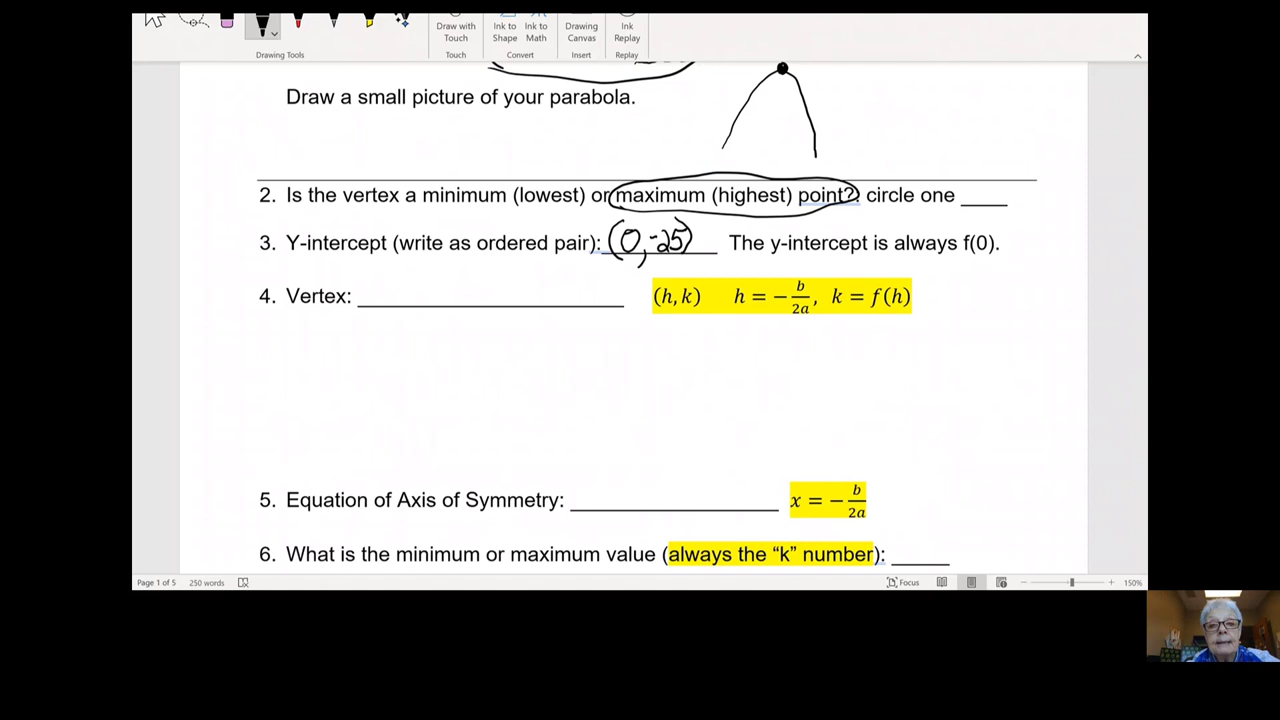 Draw with Touch
Ink to Shape
Ink to Math
Drawing Canvas
Ink Replay
Drawing Tools
Touch
Convert
Insert
Replay
Draw a small picture of your parabola.
2. Is the vertex a minimum (lowest) or maximum (highest) point?. circle one ____
3. Y-intercept (write as ordered pair): (0, -25) The y-intercept is always f(0).
4. Vertex: ____________________ (h, k) h = −b/2a, k = f(h)
5. Equation of Axis of Symmetry: ________________ x = −b/2a
6. What is the minimum or maximum value (always the “k” number): _____
Page 1 of 5 250 words Focus 150%